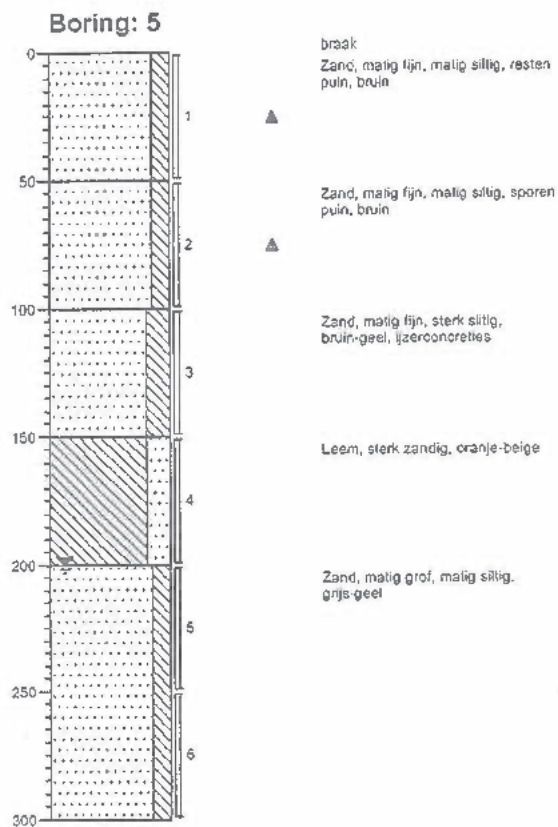 Boring: 5
0
braak
Zand, matig fijn, matig siltig, resten
puin, bruin
1
50
Zand, matig fijn, matig siltig, sporen
puin, bruin
2
100
Zand, matig fijn, sterk siltig,
bruin-geel, ijzerconcreties
3
150
Leem, sterk zandig, oranje-beige
4
200
Zand, matig grof, matig siltig,
grijs-geel
5
250
6
300